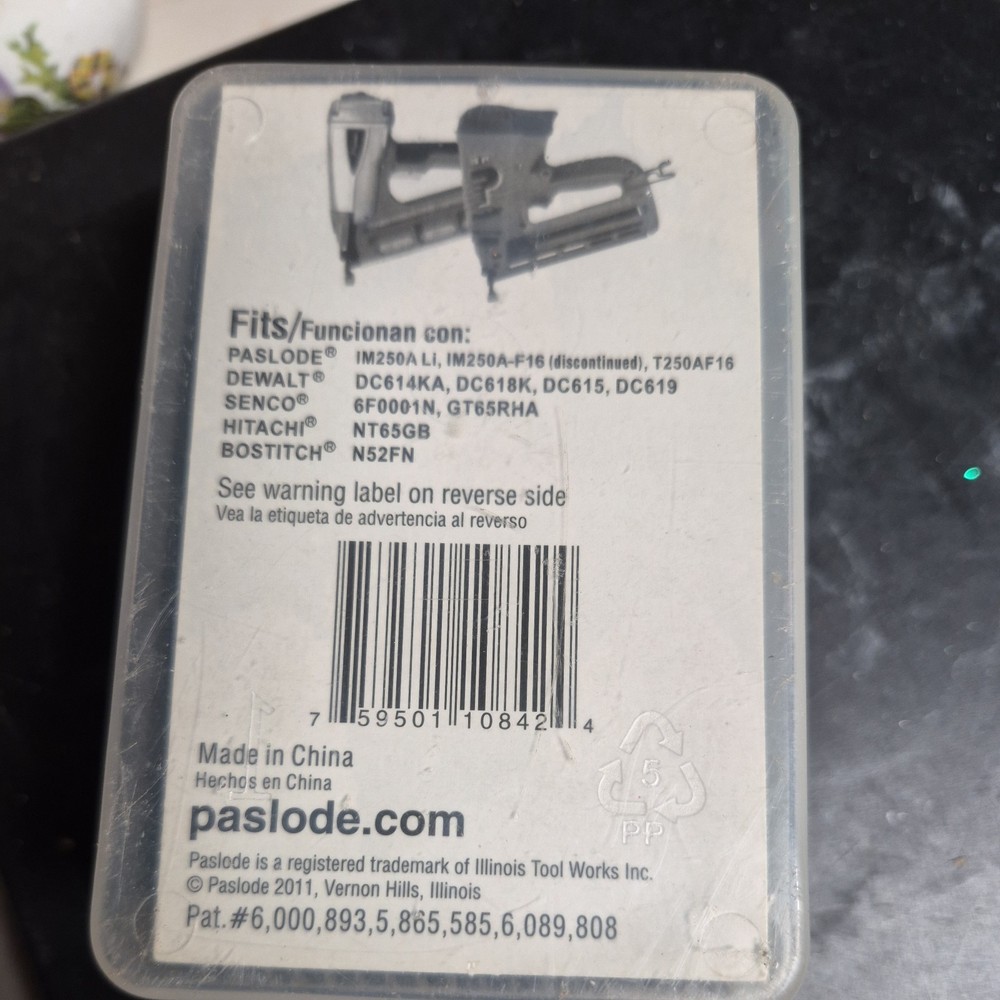 Fits/Funcionan con:
PASLODE® IM250A Li, IM250A-F16 (discontinued), T250AF16
DEWALT® DC614KA, DC618K, DC615, DC619
SENCO® 6F0001N, GT65RHA
HITACHI® NT65GB
BOSTITCH® N52FN
See warning label on reverse side
Vea la etiqueta de advertencia al reverso
7 59501 10842 4
1
Made in China
Hechos en China
5
PP
paslode.com
Paslode is a registered trademark of Illinois Tool Works Inc.
© Paslode 2011, Vernon Hills, Illinois
Pat.#6,000,893,5,865,585,6,089,808